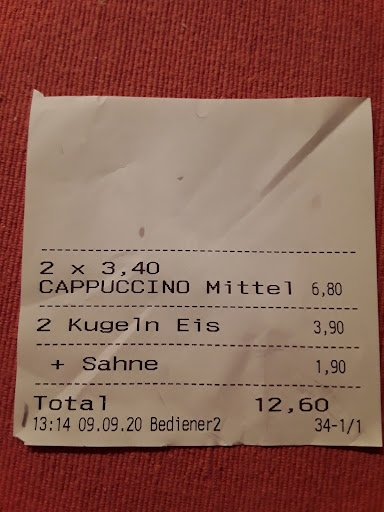 2 x 3,40
CAPPUCCINO Mittel 6,80
2 Kugeln Eis 3,90
+ Sahne 1,90
Total 12,60
13:14 09.09.20 Bediener2 34-1/1